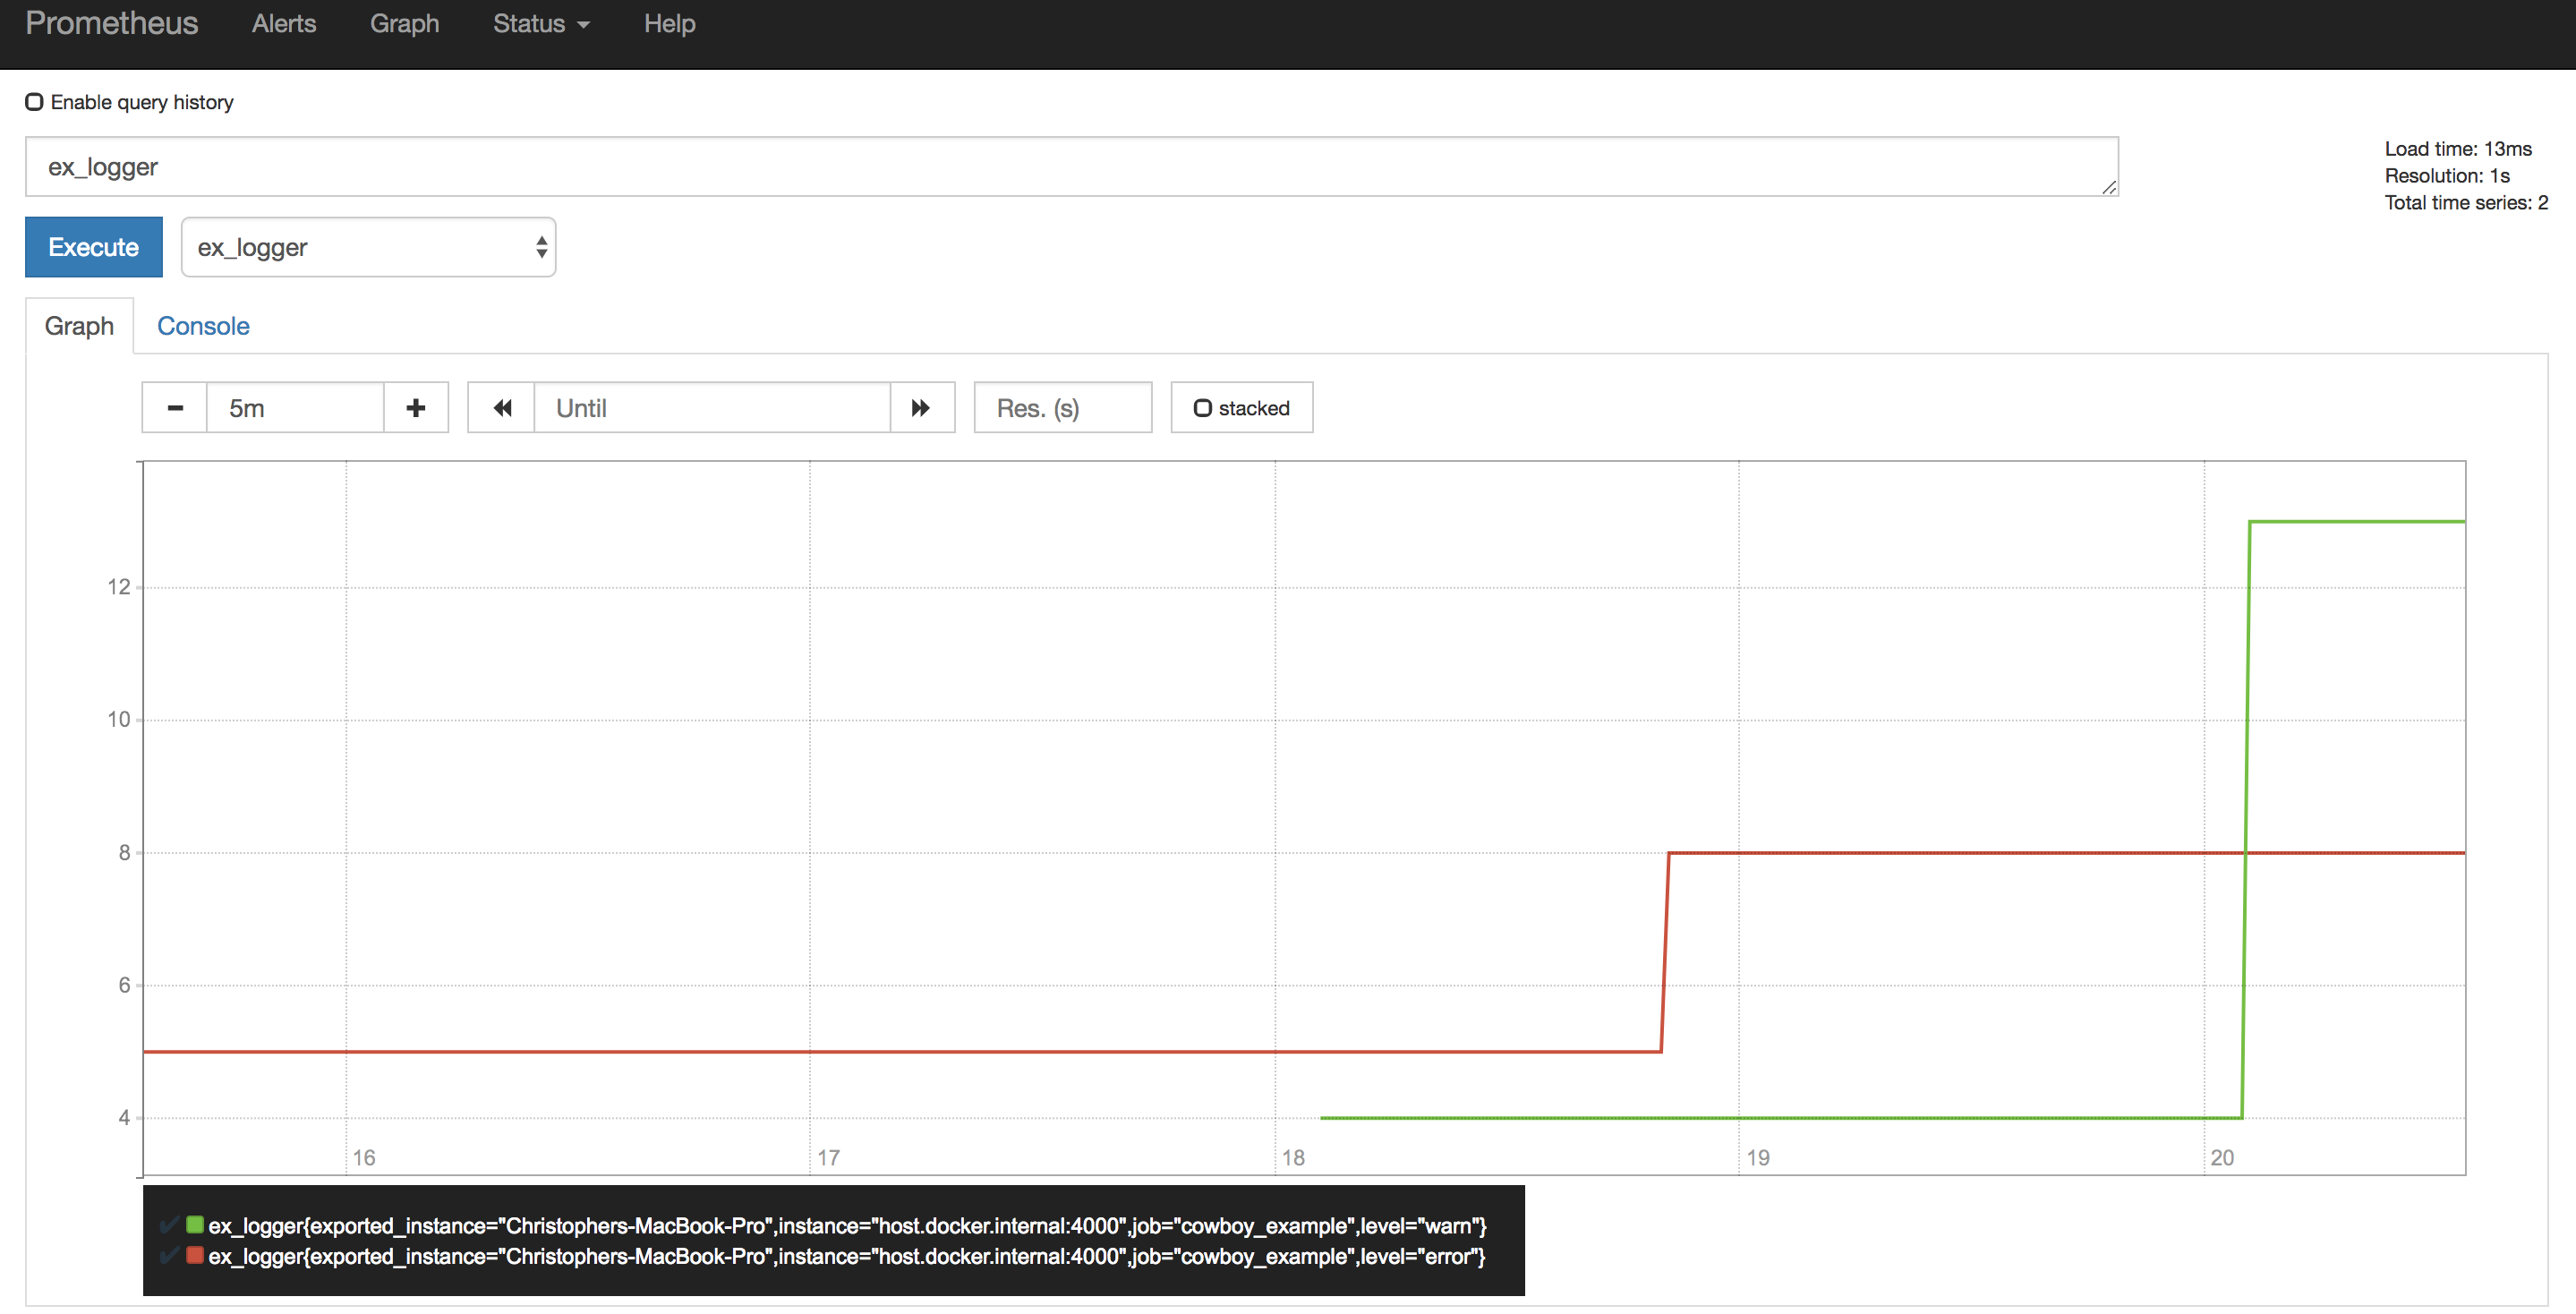 Prometheus Alerts Graph Status Help
Enable query history
ex_logger
Load time: 13ms
Resolution: 1s
Total time series: 2
Execute ex_logger
Graph Console
5m Until Res. (s) stacked
12
10
8
6
4
16 17 18 19 20
ex_logger{exported_instance="Christophers-MacBook-Pro",instance="host.docker.internal:4000",job="cowboy_example",level="warn"}
ex_logger{exported_instance="Christophers-MacBook-Pro",instance="host.docker.internal:4000",job="cowboy_example",level="error"}